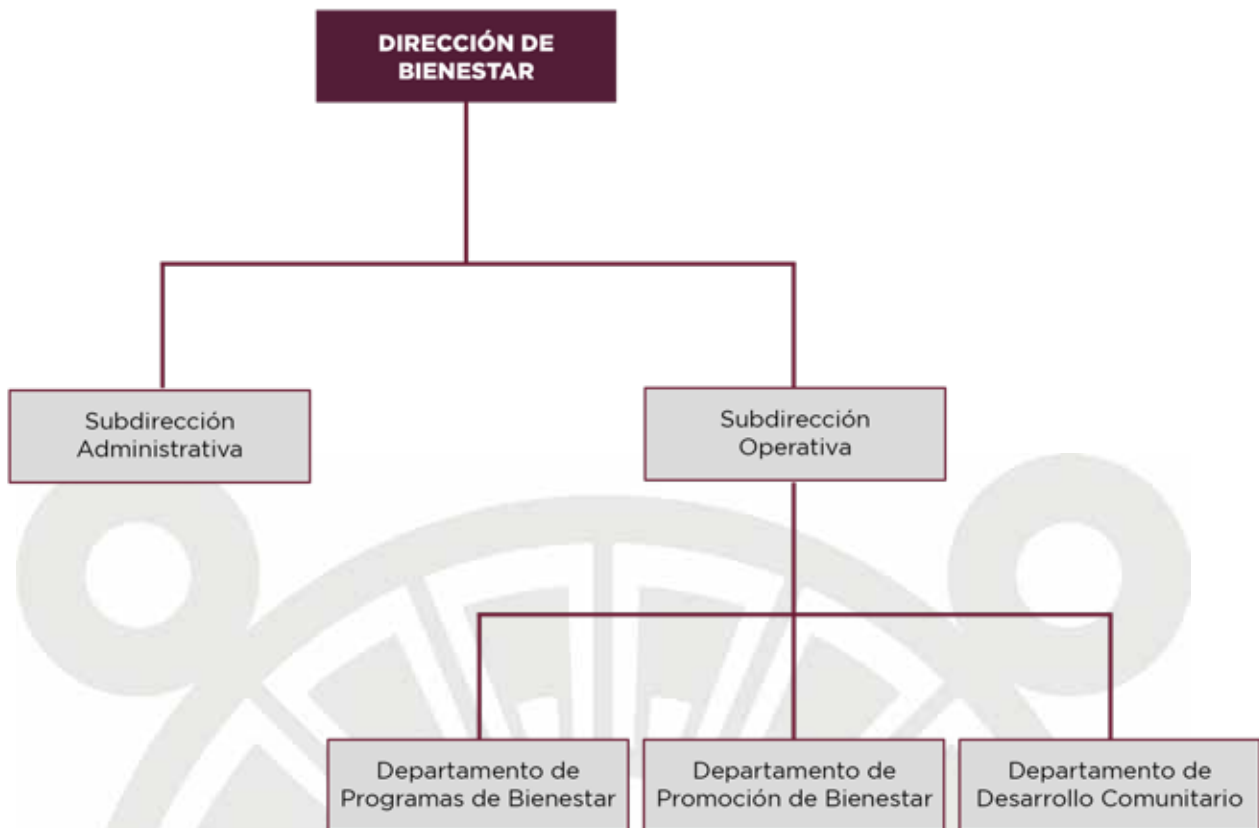 DIRECCIÓN DE
BIENESTAR
Subdirección
Administrativa
Subdirección
Operativa
Departamento de
Programas de Bienestar
Departamento de
Promoción de Bienestar
Departamento de
Desarrollo Comunitario